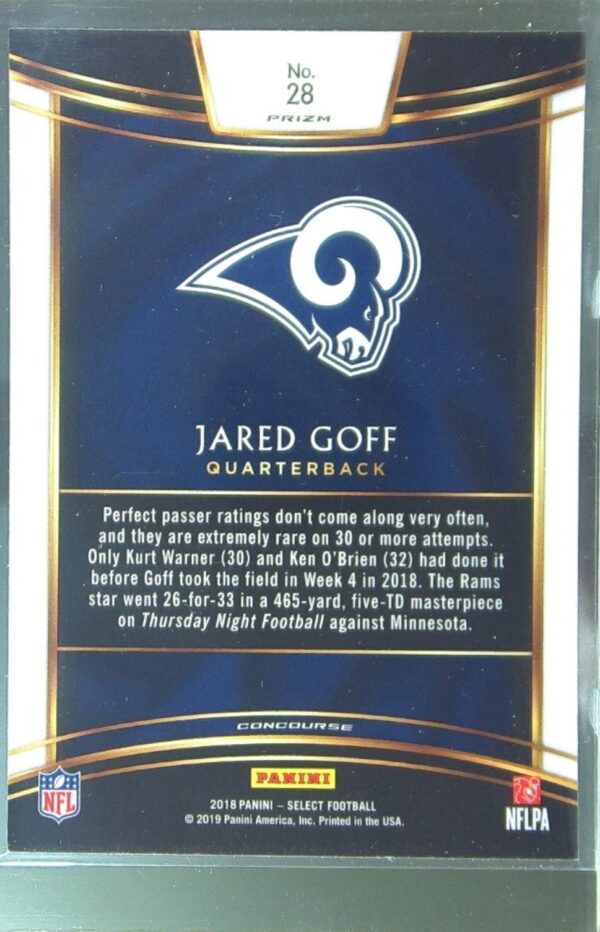 No.
28
PRIZM
JARED GOFF
QUARTERBACK
Perfect passer ratings don't come along very often,
and they are extremely rare on 30 or more attempts.
Only Kurt Warner (30) and Ken O'Brien (32) had done it
before Goff took the field in Week 4 in 2018. The Rams
star went 26-for-33 in a 465-yard, five-TD masterpiece
on Thursday Night Football against Minnesota.
CONCOURSE
PANINI
NFL
2018 PANINI – SELECT FOOTBALL
© 2019 Panini America, Inc. Printed in the USA.
NFLPA